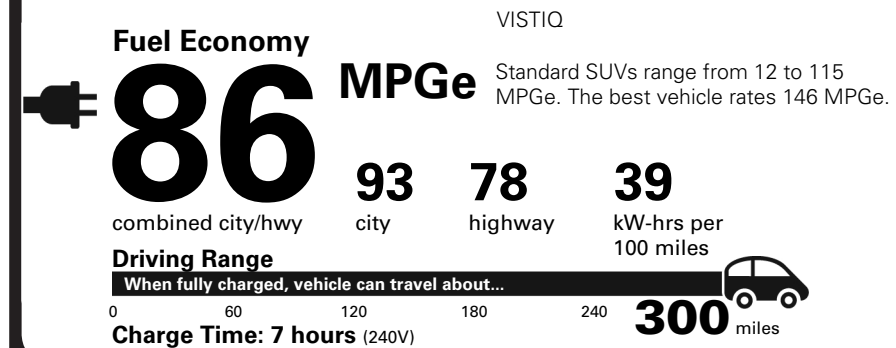 VISTIQ
Fuel Economy
86
MPGe
Standard SUVs range from 12 to 115
MPGe. The best vehicle rates 146 MPGe.
93
78
39
combined city/hwy
city
highway
kW-hrs per
100 miles
Driving Range
When fully charged, vehicle can travel about...
0 60 120 180 240 300 miles
Charge Time: 7 hours (240V)